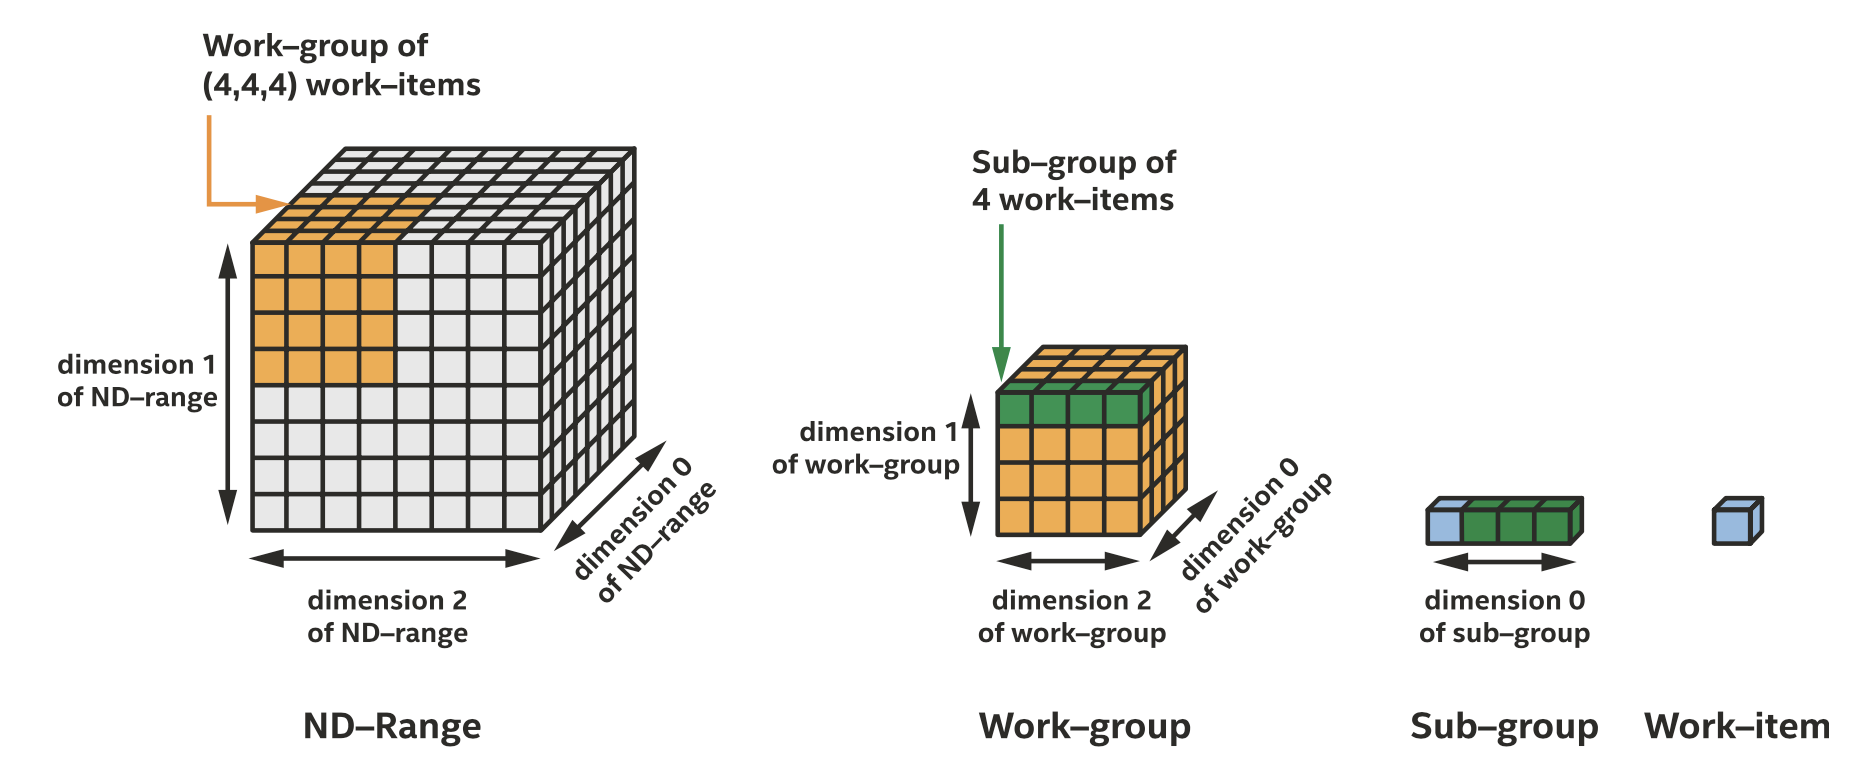 Work–group of
(4,4,4) work–items
dimension 1
of ND–range
dimension 0
of ND–range
dimension 2
of ND–range
ND–Range
Sub–group of
4 work–items
dimension 1
of work–group
dimension 0
of work–group
dimension 2
of work–group
Work–group
dimension 0
of sub–group
Sub–group
Work–item